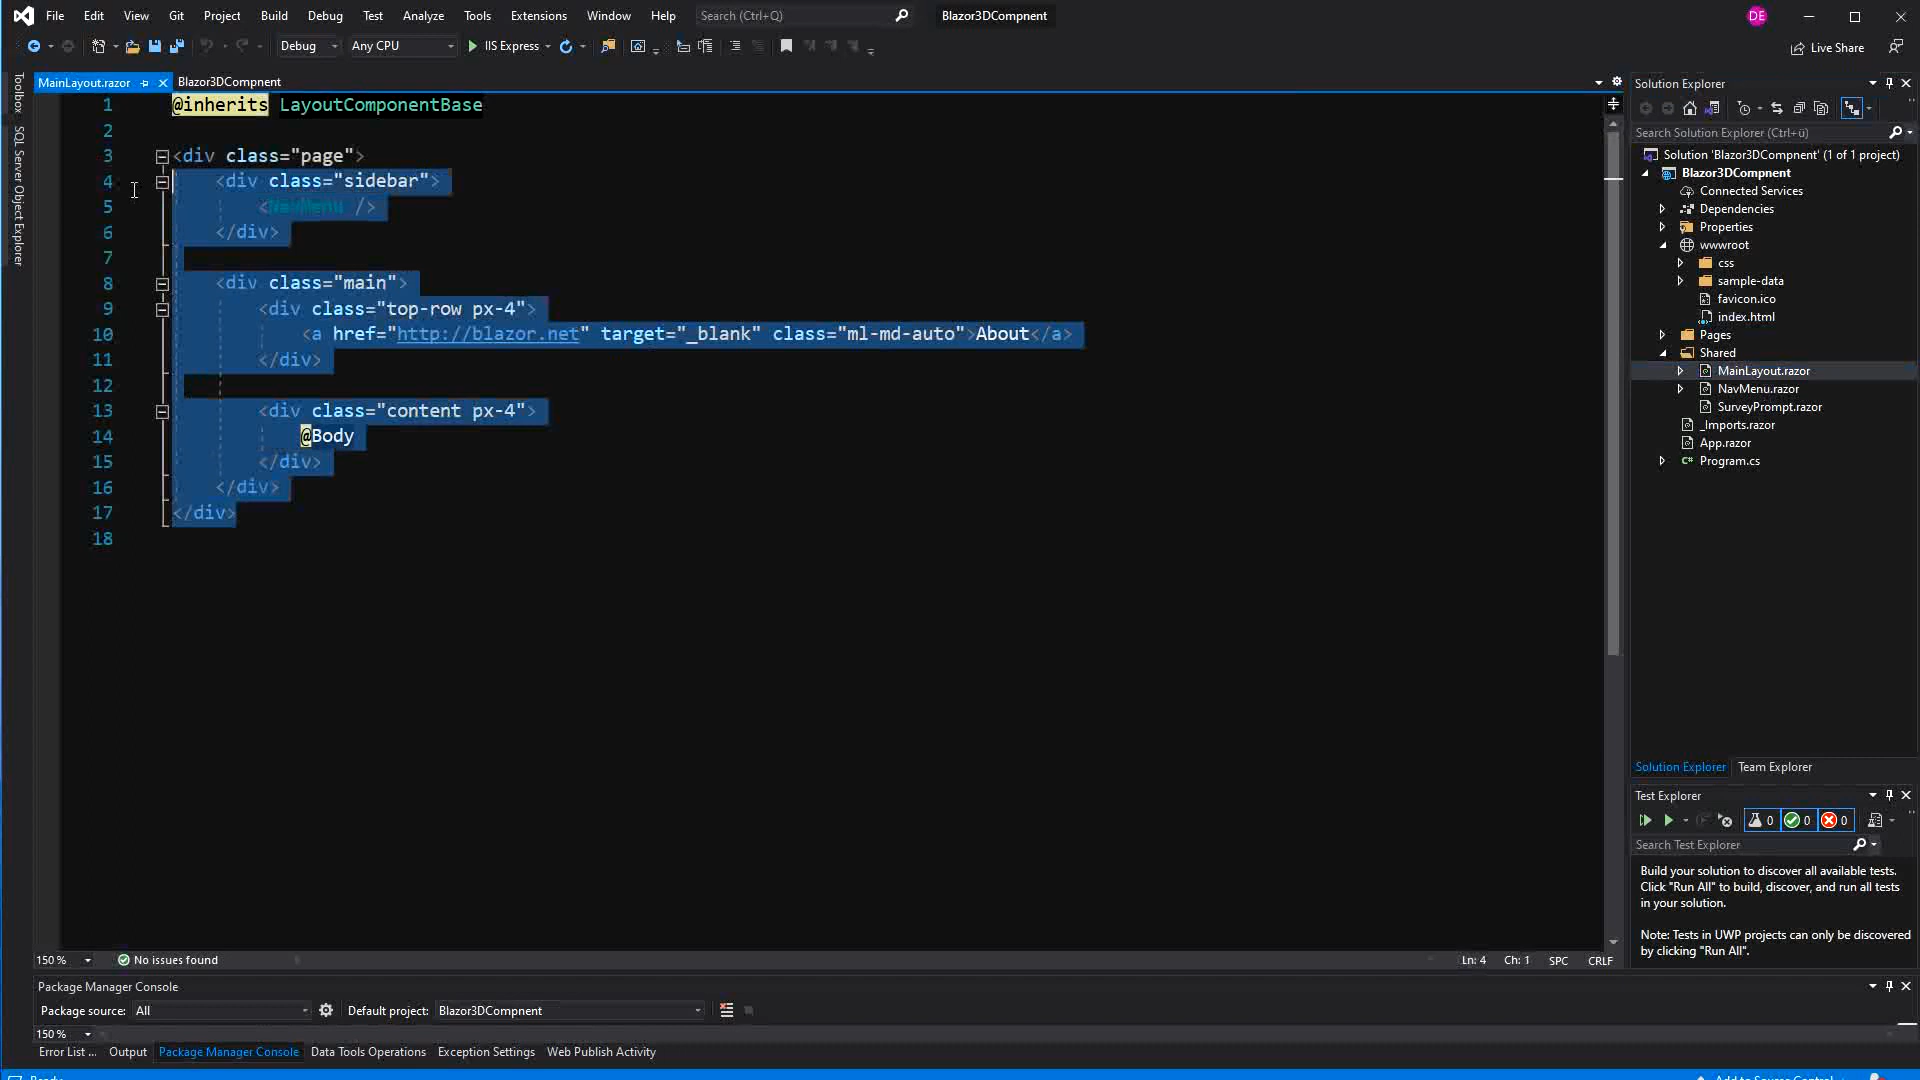 File Edit View Git Project Build Debug Test Analyze Tools Extensions Window Help Search (Ctrl+Q) Blazor3DCompnent DE
Debug Any CPU IIS Express Live Share
Toolbox
SQL Server Object Explorer
MainLayout.razor Blazor3DCompnent
1 @inherits LayoutComponentBase
2
3 <div class="page">
4 <div class="sidebar">
5 <NavMenu />
6 </div>
7
8 <div class="main">
9 <div class="top-row px-4">
10 <a href="http://blazor.net" target="_blank" class="ml-md-auto">About</a>
11 </div>
12
13 <div class="content px-4">
14 @Body
15 </div>
16 </div>
17 </div>
18
150 % No issues found Ln: 4 Ch: 1 SPC CRLF
Solution Explorer
Search Solution Explorer (Ctrl+ü)
Solution 'Blazor3DCompnent' (1 of 1 project)
Blazor3DCompnent
Connected Services
Dependencies
Properties
wwwroot
css
sample-data
favicon.ico
index.html
Pages
Shared
MainLayout.razor
NavMenu.razor
SurveyPrompt.razor
_Imports.razor
App.razor
C# Program.cs
Solution Explorer Team Explorer
Test Explorer
0 0 0
Search Test Explorer
Build your solution to discover all available tests.
Click "Run All" to build, discover, and run all tests
in your solution.
Note: Tests in UWP projects can only be discovered
by clicking "Run All".
Package Manager Console
Package source: All Default project: Blazor3DCompnent
150 %
Error List ... Output Package Manager Console Data Tools Operations Exception Settings Web Publish Activity
Ready Add to Source Control